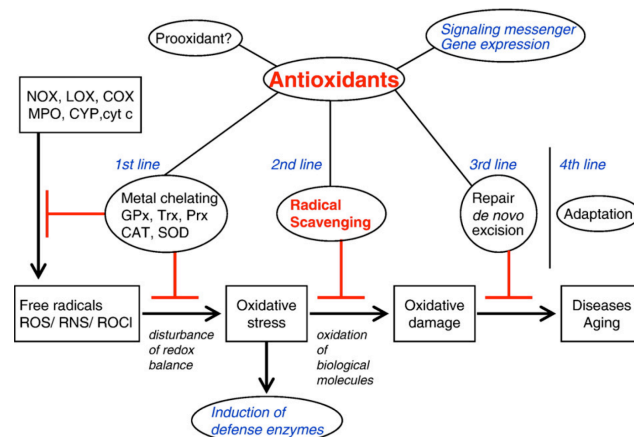 Prooxidant?
Signaling messenger
Gene expression
Antioxidants
NOX, LOX, COX
MPO, CYP,cyt c
1st line
2nd line
3rd line
4th line
Metal chelating
GPx, Trx, Prx
CAT, SOD
Radical
Scavenging
Repair
de novo
excision
Adaptation
Free radicals
ROS/ RNS/ ROCl
disturbance
of redox
balance
Oxidative
stress
oxidation
of
biological
molecules
Oxidative
damage
Diseases
Aging
Induction of
defense enzymes